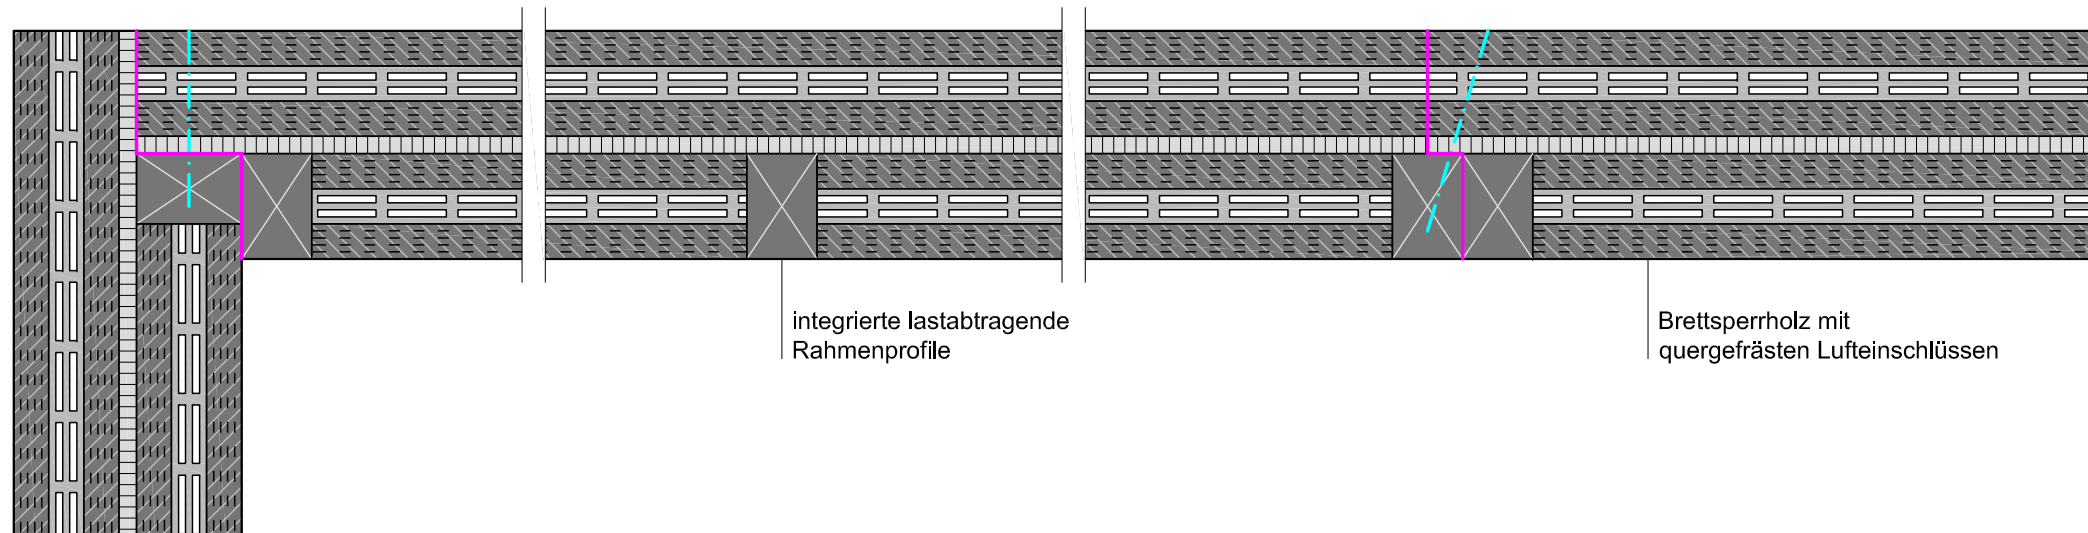 integrierte lastabtragende
Rahmenprofile
Brettsperrholz mit
quergefrästen Lufteinschlüssen